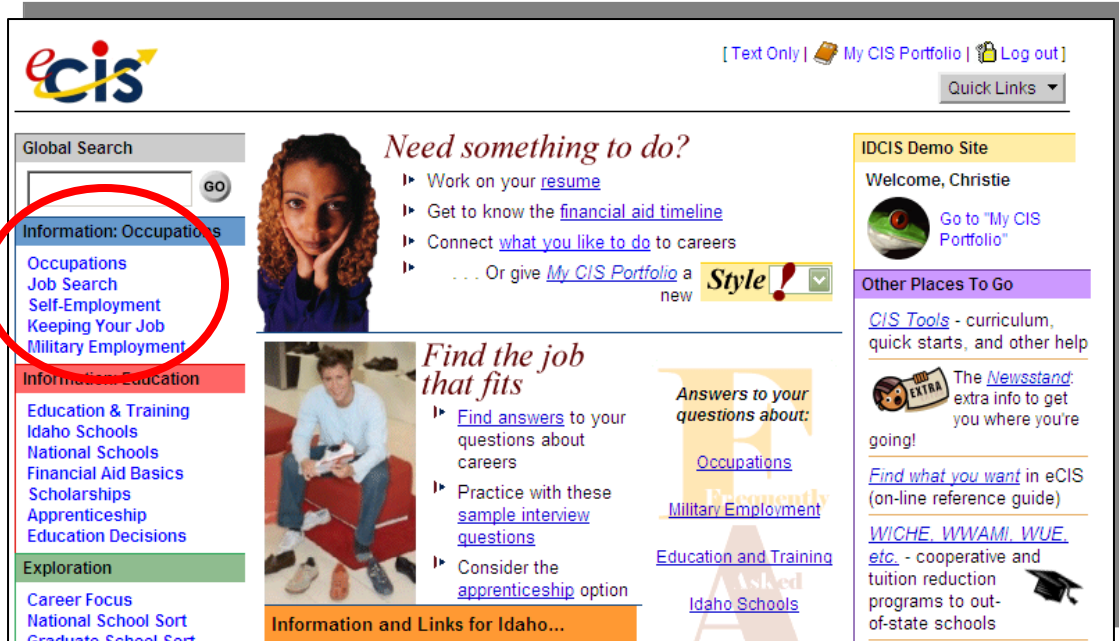 ecis
[ Text Only | My CIS Portfolio | Log out ]
Quick Links
Global Search
GO
Information: Occupations
Occupations
Job Search
Self-Employment
Keeping Your Job
Military Employment
Information: Education
Education & Training
Idaho Schools
National Schools
Financial Aid Basics
Scholarships
Apprenticeship
Education Decisions
Exploration
Career Focus
National School Sort
Graduate School Sort
Need something to do?
Work on your resume
Get to know the financial aid timeline
Connect what you like to do to careers
. . . Or give My CIS Portfolio a
new
Style!
Find the job
that fits
Find answers to your
questions about
careers
Practice with these
sample interview
questions
Consider the
apprenticeship option
Information and Links for Idaho...
F
Frequently
A
Asked
Answers to your
questions about:
Occupations
Military Employment
Education and Training
Idaho Schools
IDCIS Demo Site
Welcome, Christie
Go to "My CIS
Portfolio"
Other Places To Go
CIS Tools - curriculum,
quick starts, and other help
EXTRA
The Newsstand:
extra info to get
you where you're
going!
Find what you want in eCIS
(on-line reference guide)
WICHE, WWAMI, WUE,
etc. - cooperative and
tuition reduction
programs to out-
of-state schools